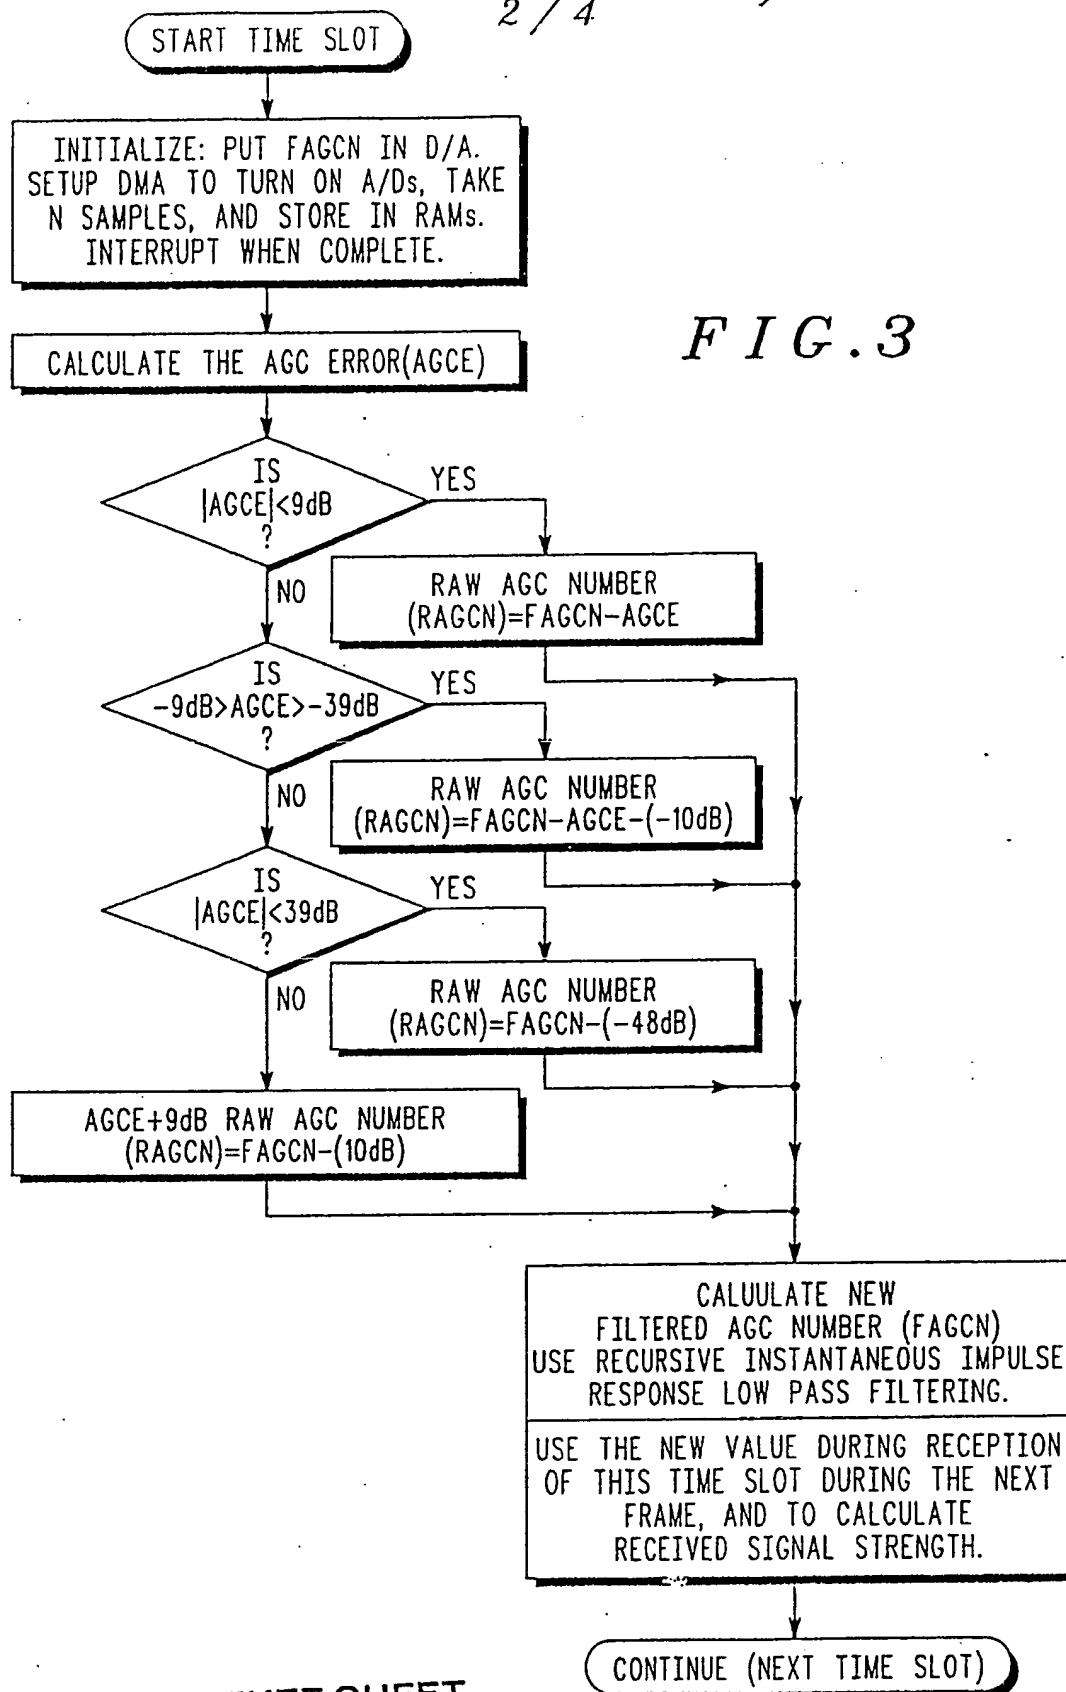 2/4
START TIME SLOT
INITIALIZE: PUT FAGCN IN D/A.
SETUP DMA TO TURN ON A/Ds, TAKE
N SAMPLES, AND STORE IN RAMs.
INTERRUPT WHEN COMPLETE.
FIG.3
CALCULATE THE AGC ERROR(AGCE)
IS
|AGCE|<9dB
?
YES
NO
RAW AGC NUMBER
(RAGCN)=FAGCN-AGCE
IS
-9dB>AGCE>-39dB
?
YES
NO
RAW AGC NUMBER
(RAGCN)=FAGCN-AGCE-(-10dB)
IS
|AGCE|<39dB
?
YES
NO
RAW AGC NUMBER
(RAGCN)=FAGCN-(-48dB)
AGCE+9dB RAW AGC NUMBER
(RAGCN)=FAGCN-(10dB)
CALUULATE NEW
FILTERED AGC NUMBER (FAGCN)
USE RECURSIVE INSTANTANEOUS IMPULSE
RESPONSE LOW PASS FILTERING.
USE THE NEW VALUE DURING RECEPTION
OF THIS TIME SLOT DURING THE NEXT
FRAME, AND TO CALCULATE
RECEIVED SIGNAL STRENGTH.
CONTINUE (NEXT TIME SLOT)